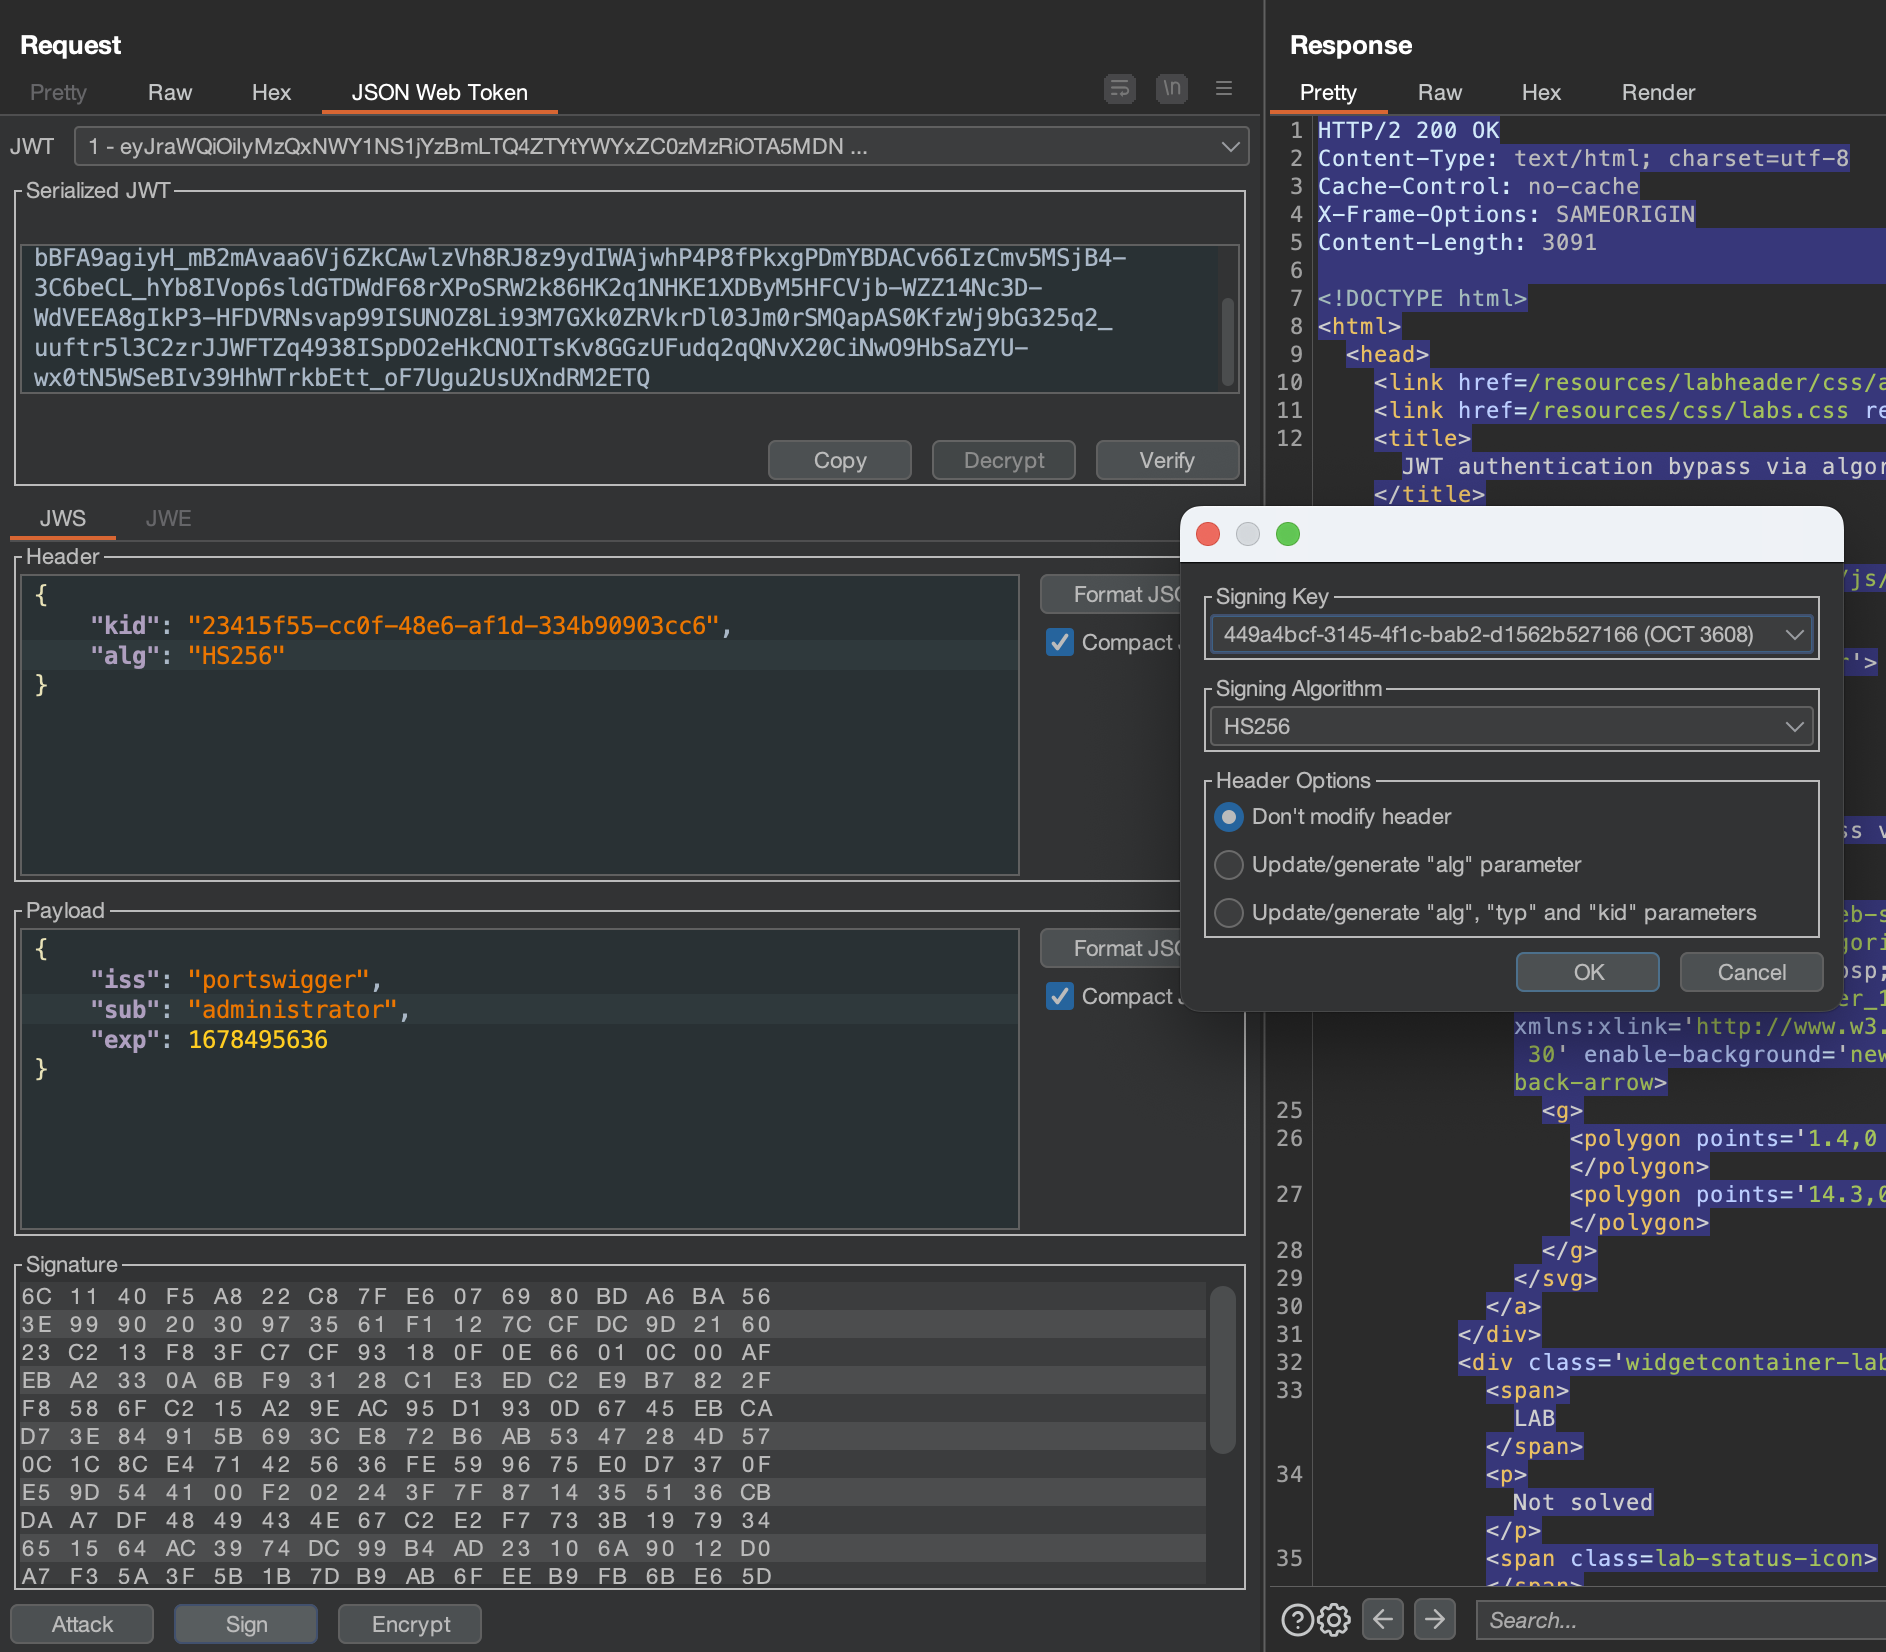 Request
Pretty Raw Hex JSON Web Token
\n
JWT 1 - eyJraWQiOiIyMzQxNWY1NS1jYzBmLTQ4ZTYtYWYxZC0zMzRiOTA5MDN ...
Serialized JWT
bBFA9agiyH_mB2mAvaa6Vj6ZkCAwlzVh8RJ8z9ydIWAjwhP4P8fPkxgPDmYBDACv66IzCmv5MSjB4-
3C6beCL_hYb8IVop6sldGTDWdF68rXPoSRW2k86HK2q1NHKE1XDByM5HFCVjb-WZZ14Nc3D-
WdVEEA8gIkP3-HFDVRNsvap99ISUNOZ8Li93M7GXk0ZRVkrDl03Jm0rSMQapAS0KfzWj9bG325q2_
uuftr5l3C2zrJJWFTZq4938ISpDO2eHkCNOITsKv8GGzUFudq2qQNvX20CiNwO9HbSaZYU-
wx0tN5WSeBIv39HhWTrkbEtt_oF7Ugu2UsUXndRM2ETQ
Copy Decrypt Verify
JWS JWE
Header
{
"kid": "23415f55-cc0f-48e6-af1d-334b90903cc6",
"alg": "HS256"
}
Format JSO
Compact
Payload
{
"iss": "portswigger",
"sub": "administrator",
"exp": 1678495636
}
Format JSO
Compact
Signature
6C 11 40 F5 A8 22 C8 7F E6 07 69 80 BD A6 BA 56
3E 99 90 20 30 97 35 61 F1 12 7C CF DC 9D 21 60
23 C2 13 F8 3F C7 CF 93 18 0F 0E 66 01 0C 00 AF
EB A2 33 0A 6B F9 31 28 C1 E3 ED C2 E9 B7 82 2F
F8 58 6F C2 15 A2 9E AC 95 D1 93 0D 67 45 EB CA
D7 3E 84 91 5B 69 3C E8 72 B6 AB 53 47 28 4D 57
0C 1C 8C E4 71 42 56 36 FE 59 96 75 E0 D7 37 0F
E5 9D 54 41 00 F2 02 24 3F 7F 87 14 35 51 36 CB
DA A7 DF 48 49 43 4E 67 C2 E2 F7 73 3B 19 79 34
65 15 64 AC 39 74 DC 99 B4 AD 23 10 6A 90 12 D0
A7 F3 5A 3F 5B 1B 7D B9 AB 6F EE B9 FB 6B E6 5D
Attack Sign Encrypt
Response
Pretty Raw Hex Render
1 HTTP/2 200 OK
2 Content-Type: text/html; charset=utf-8
3 Cache-Control: no-cache
4 X-Frame-Options: SAMEORIGIN
5 Content-Length: 3091
6
7 <!DOCTYPE html>
8 <html>
9 <head>
10 <link href=/resources/labheader/css/a
11 <link href=/resources/css/labs.css re
12 <title>
JWT authentication bypass via algor
</title>
/js/
'>
ss v
Signing Key
449a4bcf-3145-4f1c-bab2-d1562b527166 (OCT 3608)
Signing Algorithm
HS256
Header Options
Don't modify header
Update/generate "alg" parameter
Update/generate "alg", "typ" and "kid" parameters
OK Cancel
eb-s
gori
sp;
er_1
xmlns:xlink='http://www.w3.
30' enable-background='new
back-arrow>
25 <g>
26 <polygon points='1.4,0
</polygon>
27 <polygon points='14.3,0
</polygon>
28 </g>
29 </svg>
30 </a>
31 </div>
32 <div class='widgetcontainer-lab
33 <span>
LAB
</span>
34 <p>
Not solved
</p>
35 <span class=lab-status-icon>
</span>
Search...